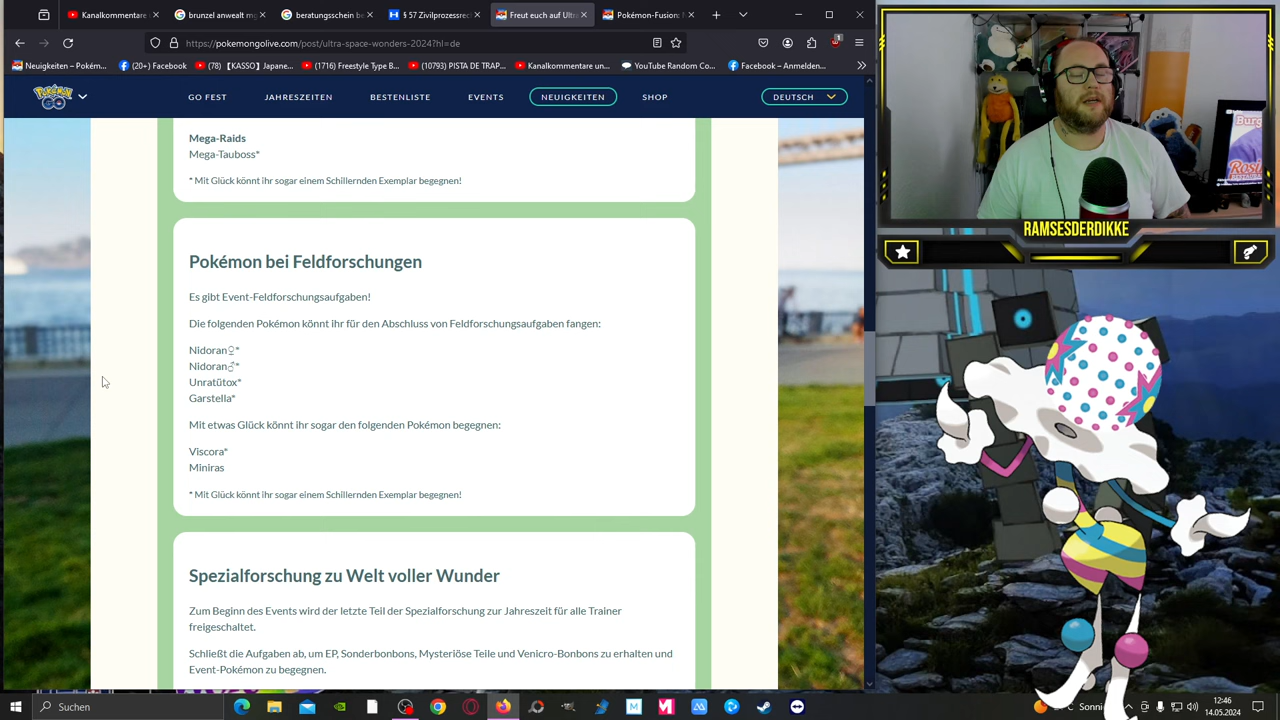 Kanalkommentare
brunzel anwalt mg
beratungsschein be
§ 57 Zivilprozessrec
Freut euch auf Ultra
Pokémon-Fusion: M
https://pokemongolive.com/post/ultra-space-wonders-2024?hl=de
1
Neuigkeiten – Pokém...
(20+) Facebook
(78) 【KASSO】Japane...
(1716) Freestyle Type B...
(10793) PISTA DE TRAP...
Kanalkommentare un...
YouTube Random Co...
Facebook – Anmelden...
GO FEST
JAHRESZEITEN
BESTENLISTE
EVENTS
NEUIGKEITEN
SHOP
DEUTSCH
Mega-Raids
Mega-Tauboss*
* Mit Glück könnt ihr sogar einem Schillernden Exemplar begegnen!
Pokémon bei Feldforschungen
Es gibt Event-Feldforschungsaufgaben!
Die folgenden Pokémon könnt ihr für den Abschluss von Feldforschungsaufgaben fangen:
Nidoran♀*
Nidoran♂*
Unratütox*
Garstella*
Mit etwas Glück könnt ihr sogar den folgenden Pokémon begegnen:
Viscora*
Miniras
* Mit Glück könnt ihr sogar einem Schillernden Exemplar begegnen!
Spezialforschung zu Welt voller Wunder
Zum Beginn des Events wird der letzte Teil der Spezialforschung zur Jahreszeit für alle Trainer
freigeschaltet.
Schließt die Aufgaben ab, um EP, Sonderbonbons, Mysteriöse Teile und Venicro-Bonbons zu erhalten und
Event-Pokémon zu begegnen.
RAMSESDERDIKKE
Suchen
Sonni
12:46
14.05.2024